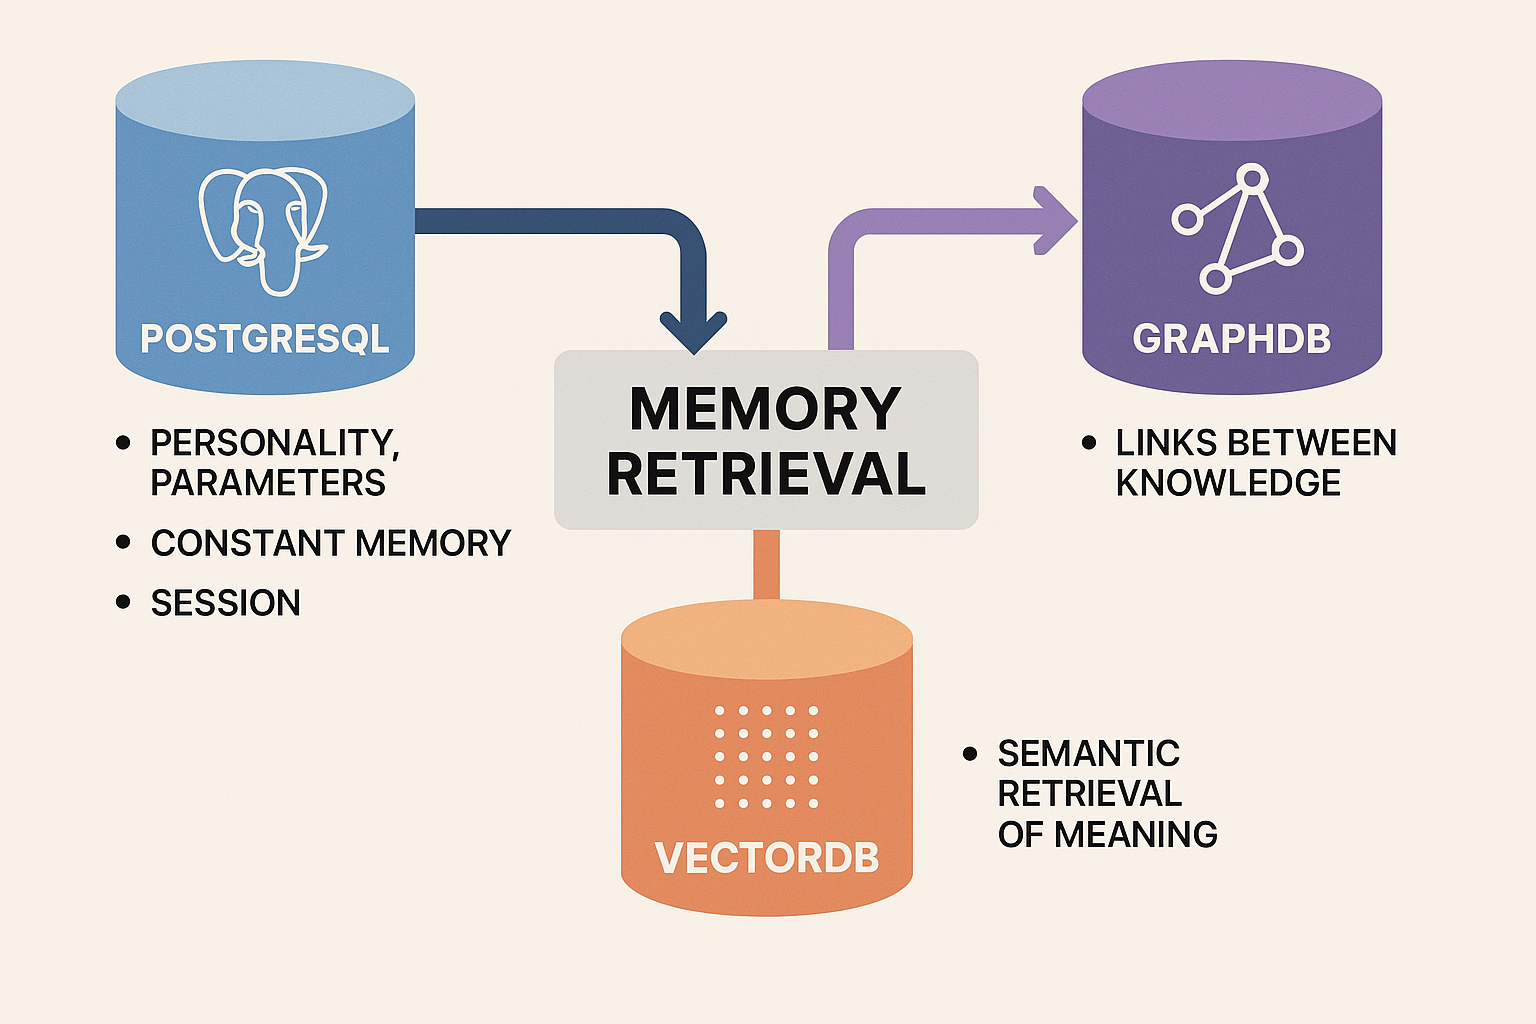 POSTGRESQL
• PERSONALITY,
PARAMETERS
• CONSTANT MEMORY
• SESSION
MEMORY
RETRIEVAL
GRAPHDB
• LINKS BETWEEN
KNOWLEDGE
VECTORDB
• SEMANTIC
RETRIEVAL
OF MEANING